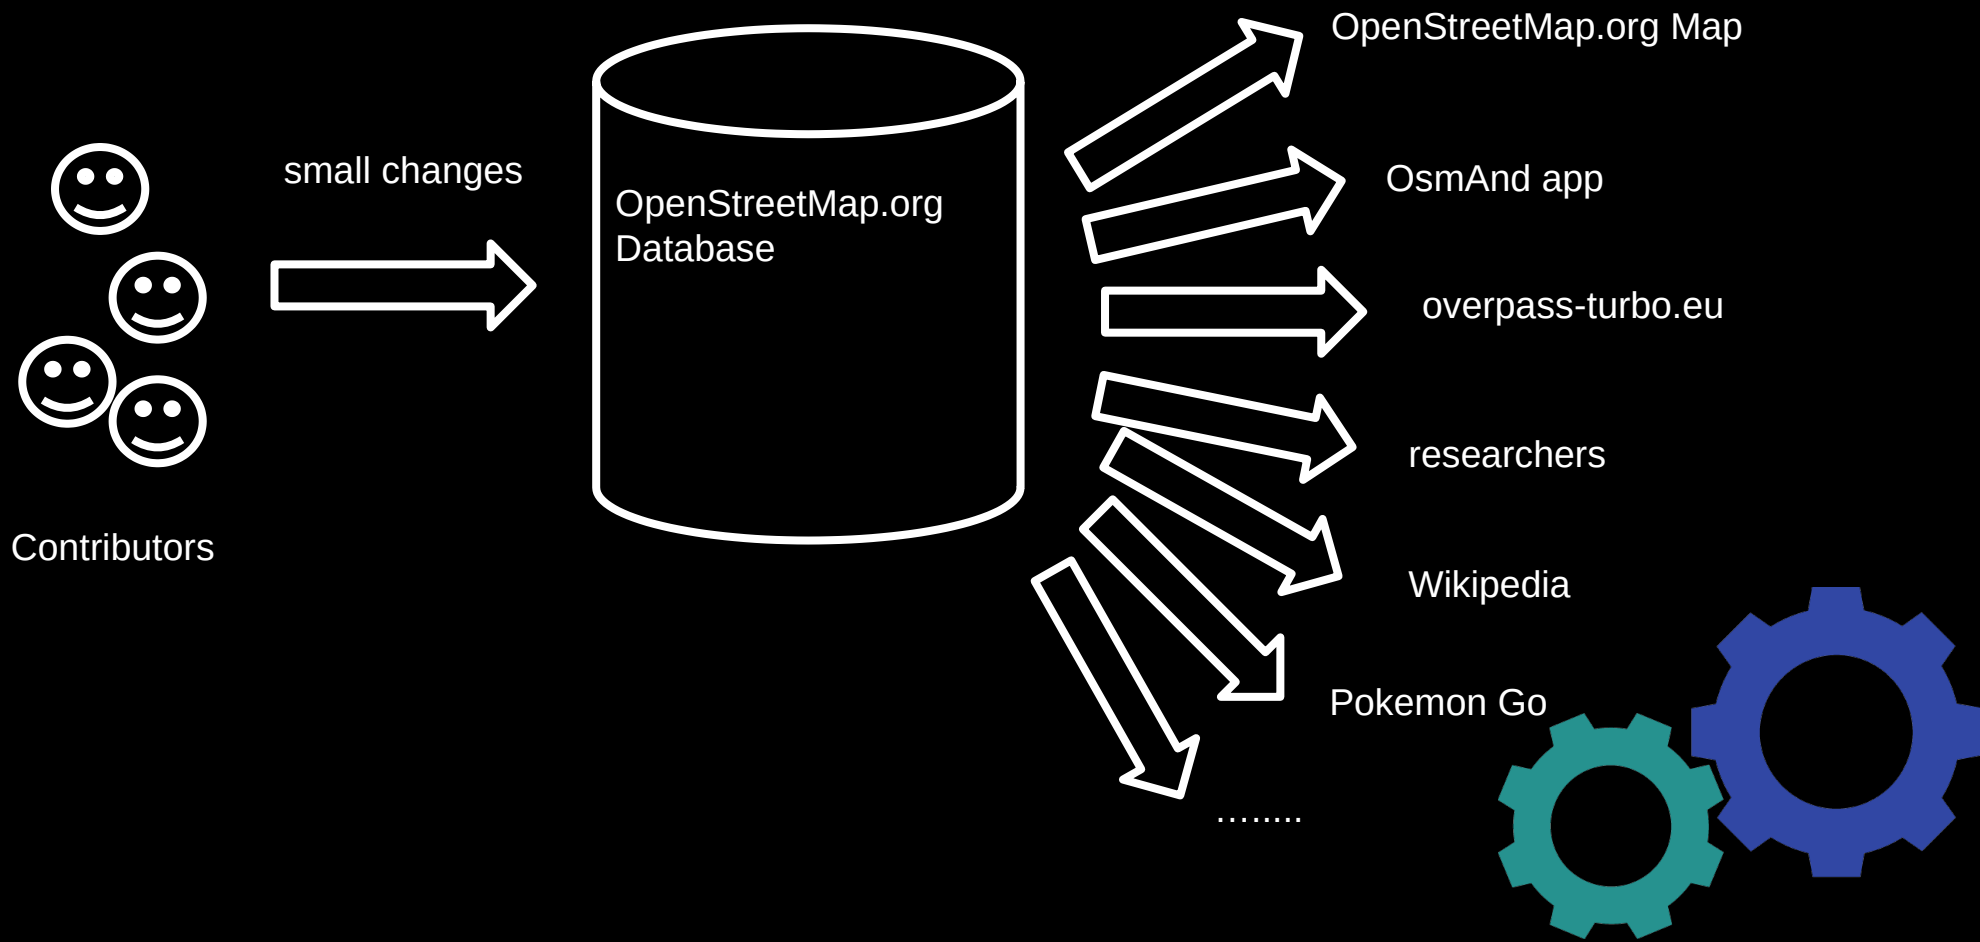 small changes
Contributors
OpenStreetMap.org
Database
OpenStreetMap.org Map
OsmAnd app
overpass-turbo.eu
researchers
Wikipedia
Pokemon Go
….....